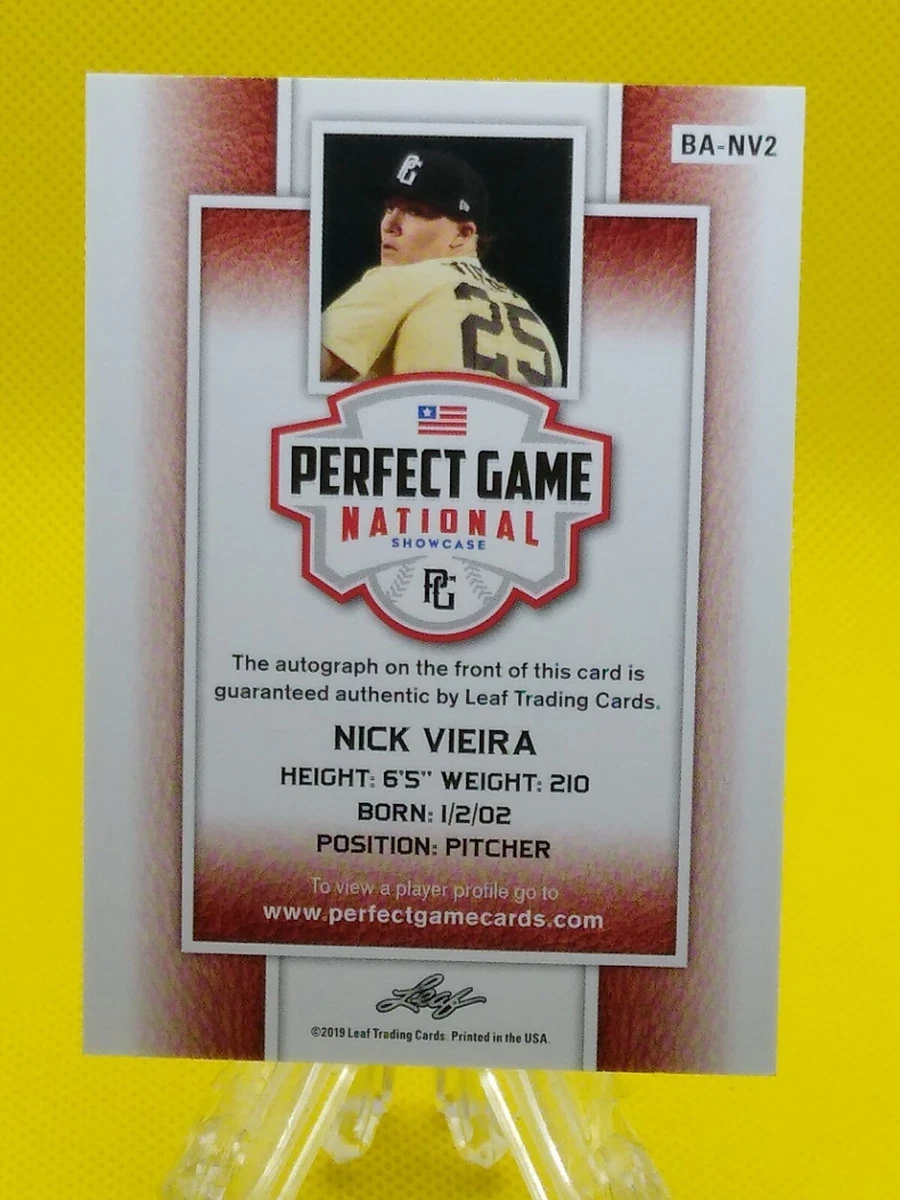 BA-NV2
PG
25
PERFECT GAME
NATIONAL
SHOWCASE
PG
The autograph on the front of this card is
guaranteed authentic by Leaf Trading Cards.
NICK VIEIRA
HEIGHT: 6'5" WEIGHT: 210
BORN: 1/2/02
POSITION: PITCHER
To view a player profile go to
www.perfectgamecards.com
Leaf
©2019 Leaf Trading Cards. Printed in the USA.